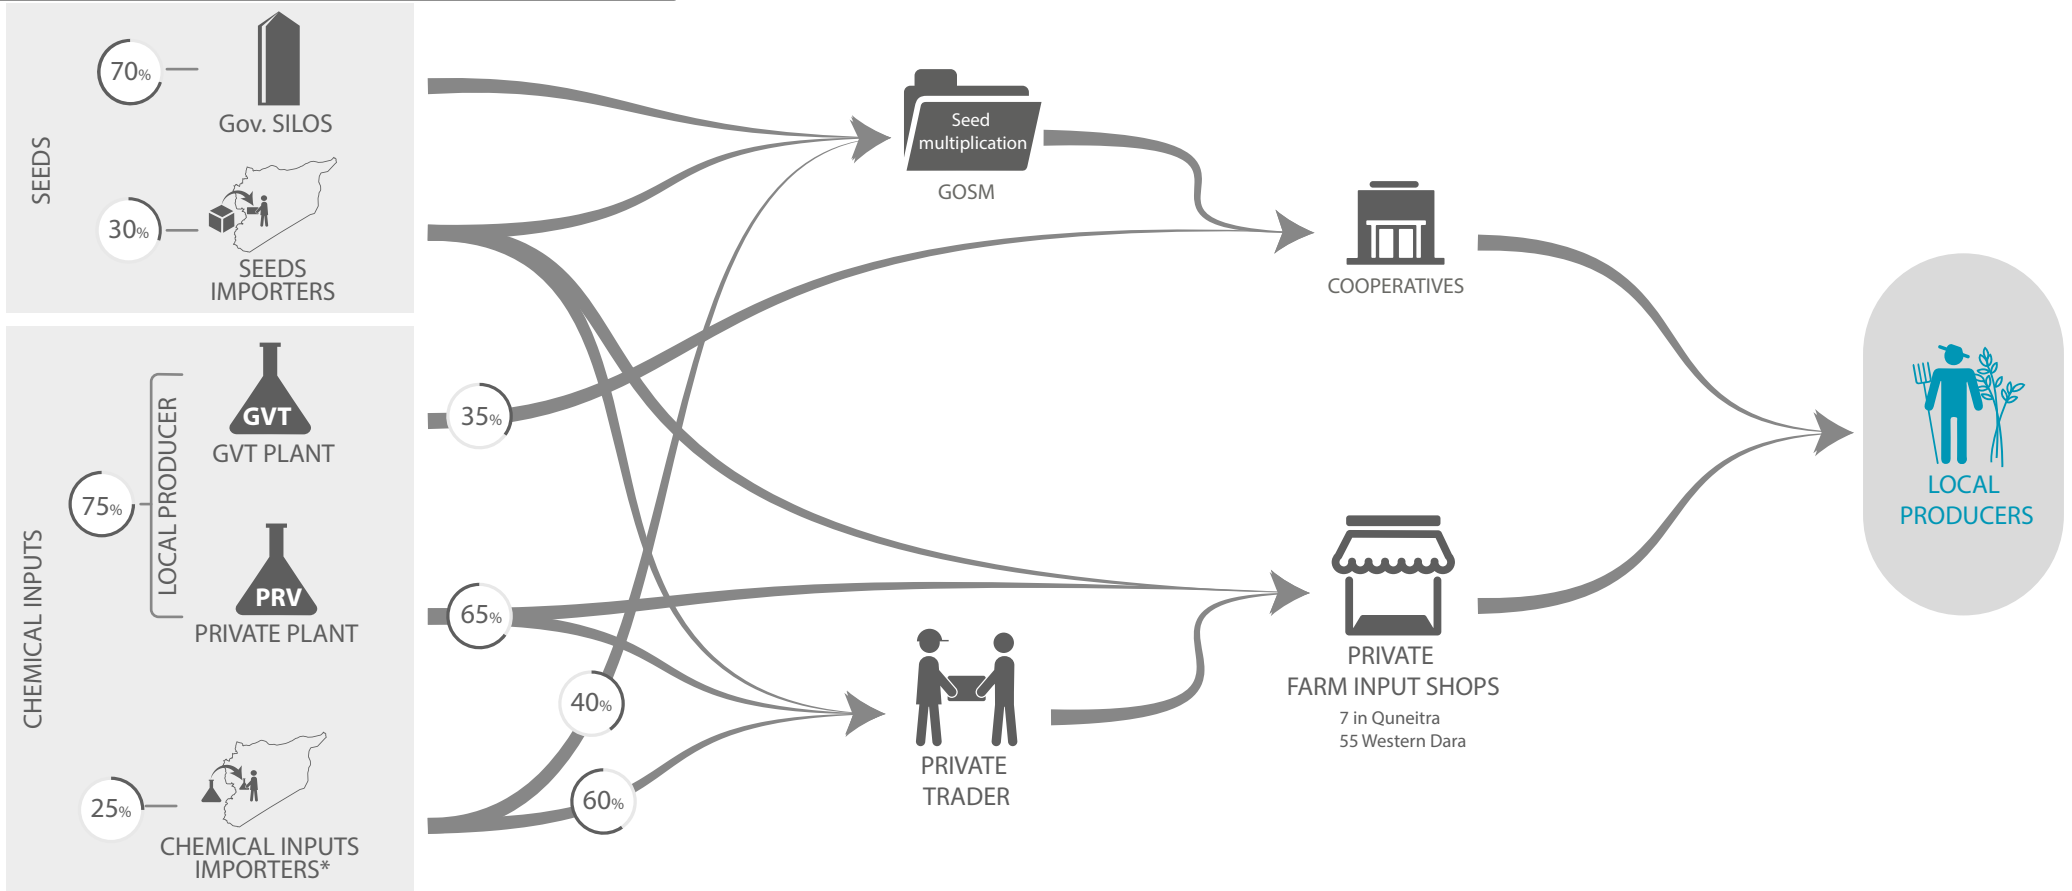 SEEDS
70%
Gov. SILOS
30%
SEEDS
IMPORTERS
CHEMICAL INPUTS
75%
LOCAL PRODUCER
GVT
GVT PLANT
PRV
PRIVATE PLANT
25%
CHEMICAL INPUTS
IMPORTERS*
35%
65%
40%
60%
Seed
multiplication
GOSM
PRIVATE
TRADER
COOPERATIVES
PRIVATE
FARM INPUT SHOPS
7 in Quneitra
55 Western Dara
LOCAL
PRODUCERS